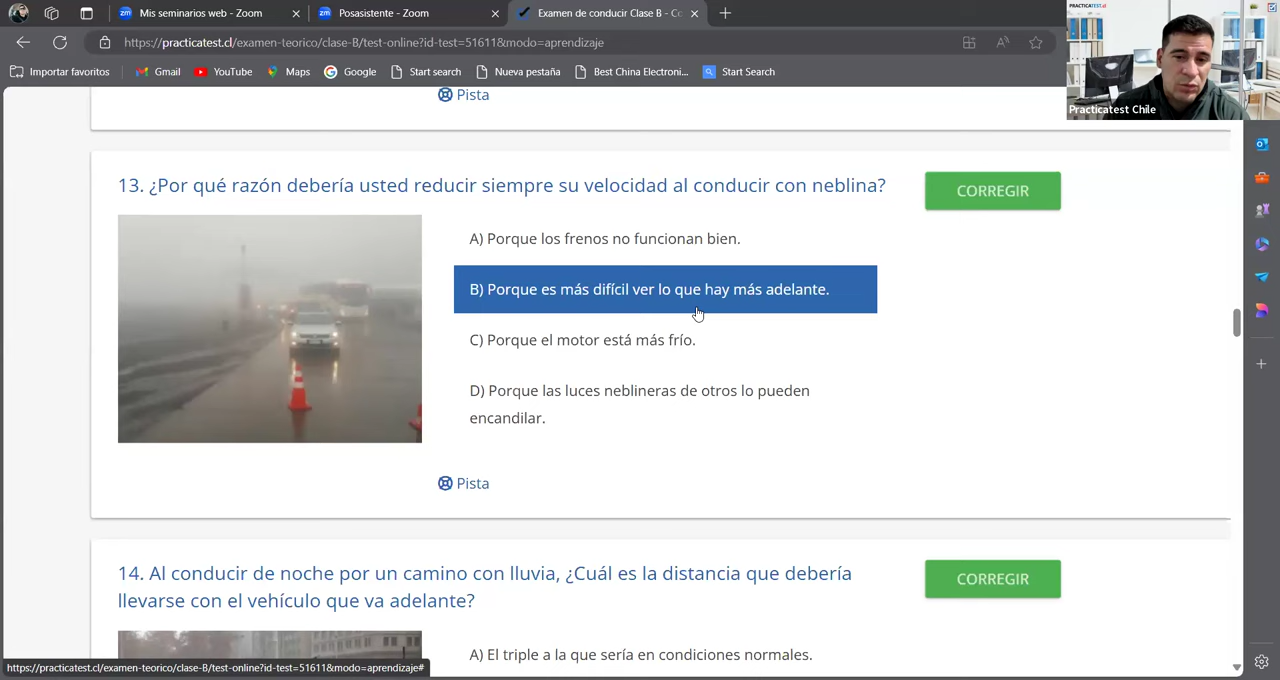 Mis seminarios web - Zoom
Posasistente - Zoom
Examen de conducir Clase B - Co
https://practicatest.cl/examen-teorico/clase-B/test-online?id-test=51611&modo=aprendizaje
Importar favoritos
Gmail
YouTube
Maps
Google
Start search
Nueva pestaña
Best China Electroni...
Start Search
PRACTICATEST.cl
Practicatest Chile
Pista
13. ¿Por qué razón debería usted reducir siempre su velocidad al conducir con neblina?
CORREGIR
A) Porque los frenos no funcionan bien.
B) Porque es más difícil ver lo que hay más adelante.
C) Porque el motor está más frío.
D) Porque las luces neblineras de otros lo pueden
encandilar.
Pista
14. Al conducir de noche por un camino con lluvia, ¿Cuál es la distancia que debería
llevarse con el vehículo que va adelante?
CORREGIR
A) El triple a la que sería en condiciones normales.
https://practicatest.cl/examen-teorico/clase-B/test-online?id-test=51611&modo=aprendizaje#